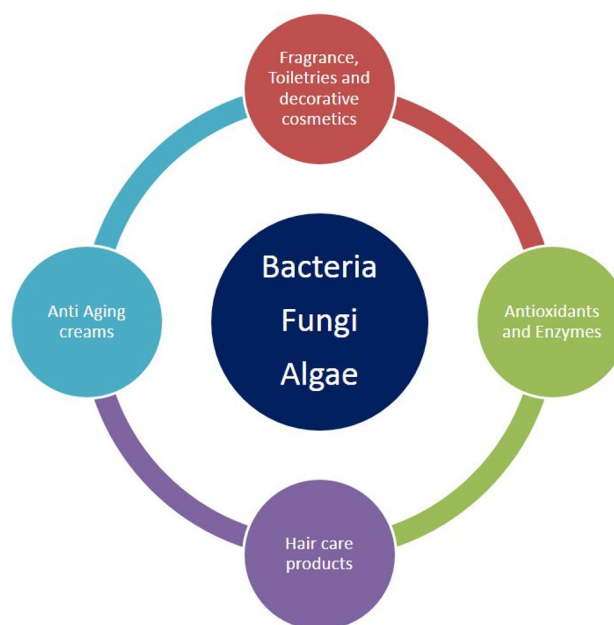 Fragrance,
Toiletries and
decorative
cosmetics
Bacteria
Fungi
Algae
Anti Aging
creams
Antioxidants
and Enzymes
Hair care
products